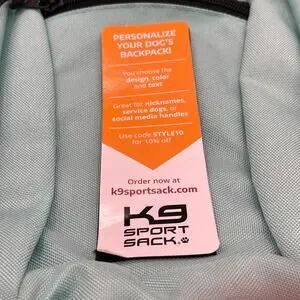 PERSONALIZE
YOUR DOG'S
BACKPACK!
You choose the
design, color
and text
Great for nicknames,
service dogs, or
social media handles
Use code STYLE10
for 10% off
Order now at
k9sportsack.com
K9
SPORT
SACK